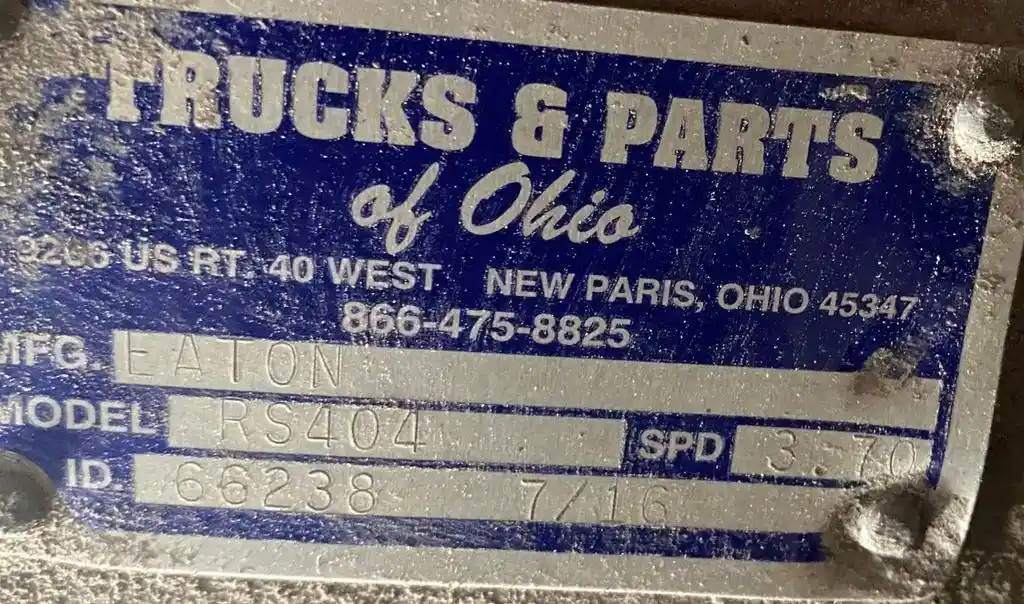 TRUCKS & PARTS
of Ohio
9206 US RT. 40 WEST NEW PARIS, OHIO 45347
866-475-8825
MFG. EATON
MODEL RS404 SPD 3.70
ID 66238 7/16